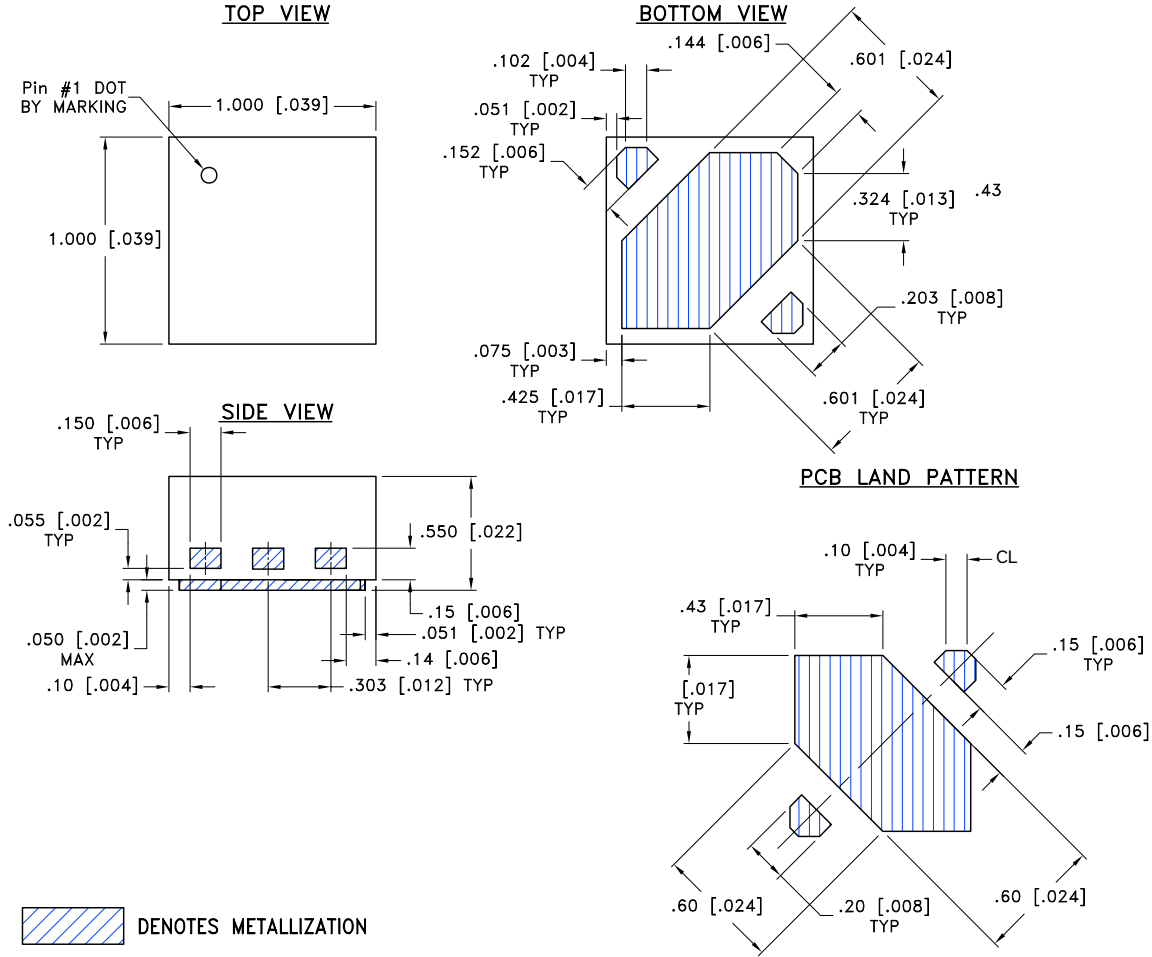 TOP VIEW
Pin #1 DOT
BY MARKING
1.000 [.039]
1.000 [.039]
BOTTOM VIEW
.144 [.006]
.601 [.024]
.102 [.004]
TYP
.051 [.002]
TYP
.152 [.006]
TYP
.324 [.013]
TYP
.43
.203 [.008]
TYP
.075 [.003]
TYP
.425 [.017]
TYP
.601 [.024]
TYP
SIDE VIEW
.150 [.006]
TYP
.055 [.002]
TYP
.550 [.022]
.15 [.006]
.051 [.002] TYP
.050 [.002]
MAX
.14 [.006]
.10 [.004]
.303 [.012] TYP
PCB LAND PATTERN
.10 [.004]
TYP
CL
.43 [.017]
TYP
.15 [.006]
TYP
[.017]
TYP
.15 [.006]
.60 [.024]
.20 [.008]
TYP
.60 [.024]
DENOTES METALLIZATION